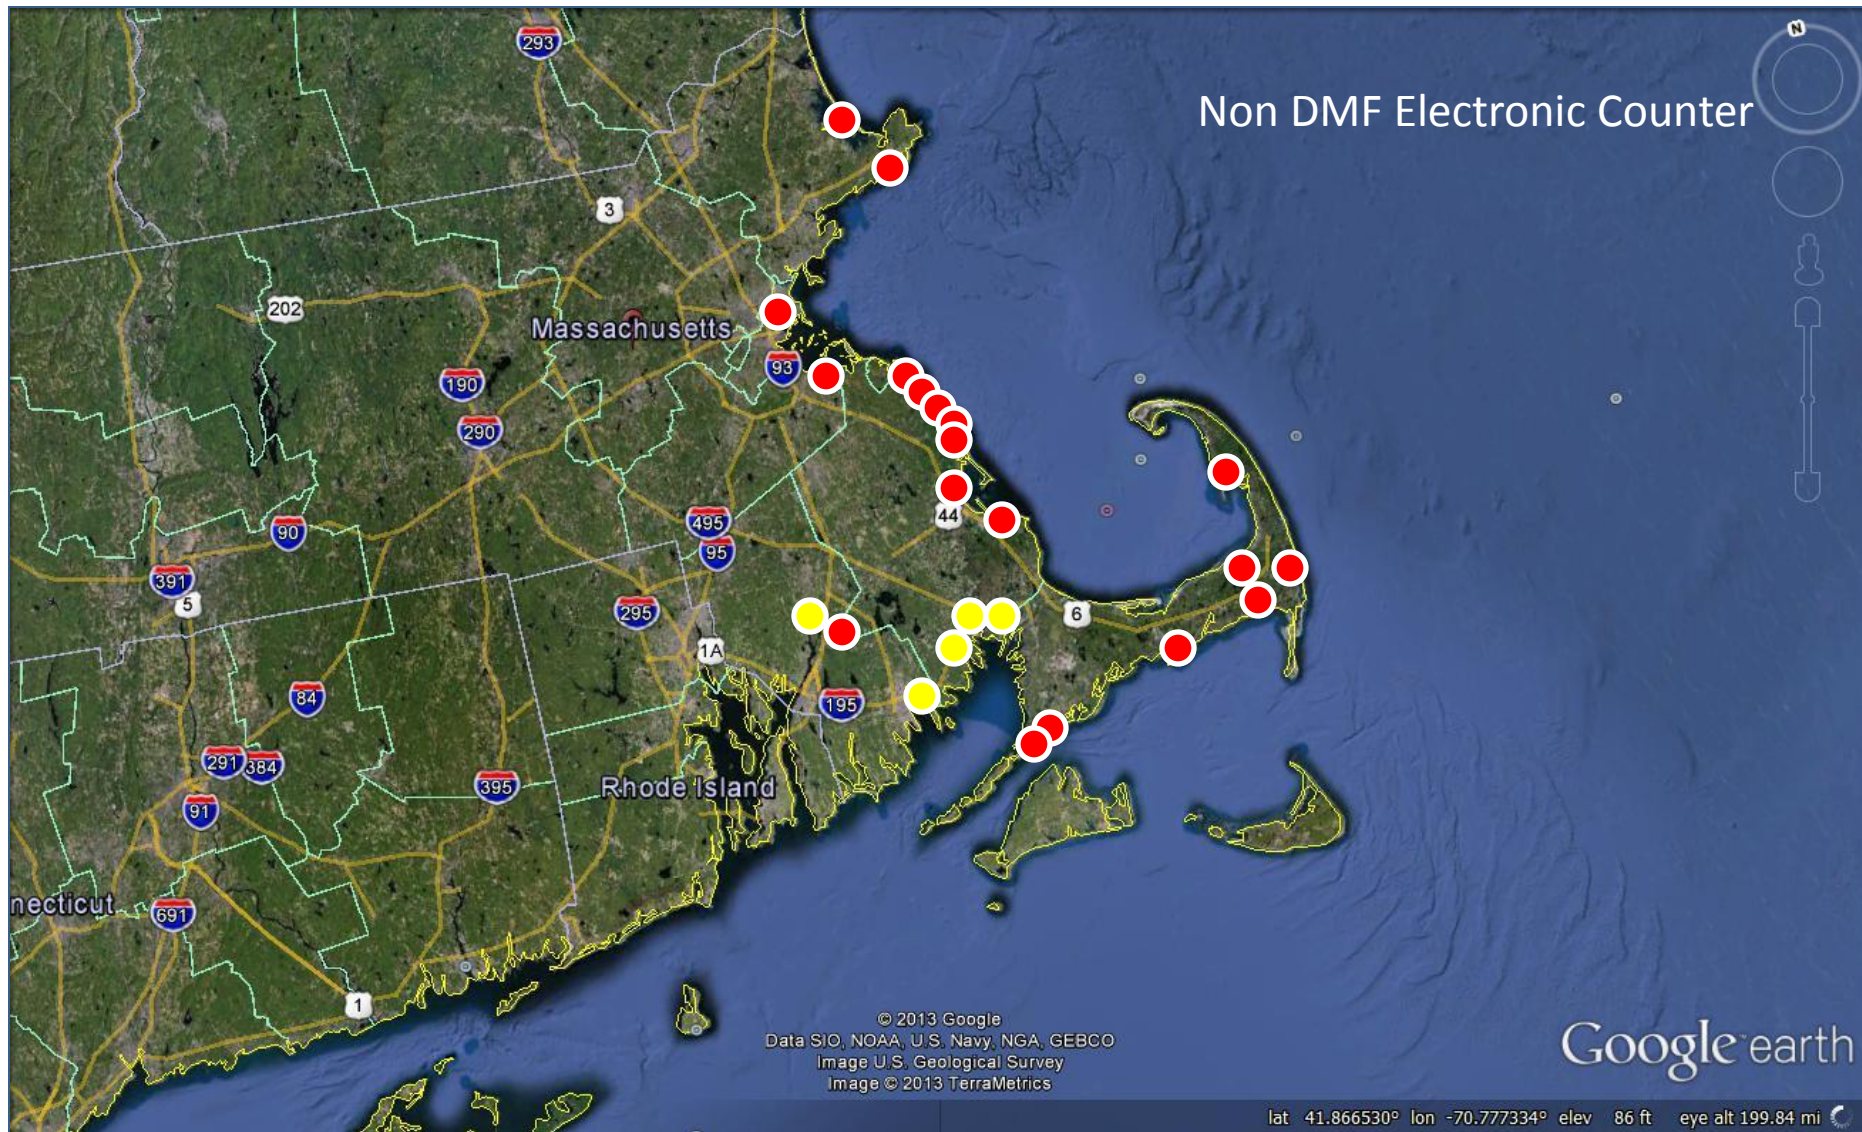 293
Non DMF Electronic Counter
N
3
202
Massachusetts
93
190
290
44
495
90
95
391
5
295
6
1A
84
195
291
384
395
Rhode Island
91
necticut
691
1
© 2013 Google
Data SIO, NOAA, U.S. Navy, NGA, GEBCO
Image U.S. Geological Survey
Image © 2013 TerraMetrics
Google earth
lat 41.866530° lon -70.777334° elev 86 ft eye alt 199.84 mi